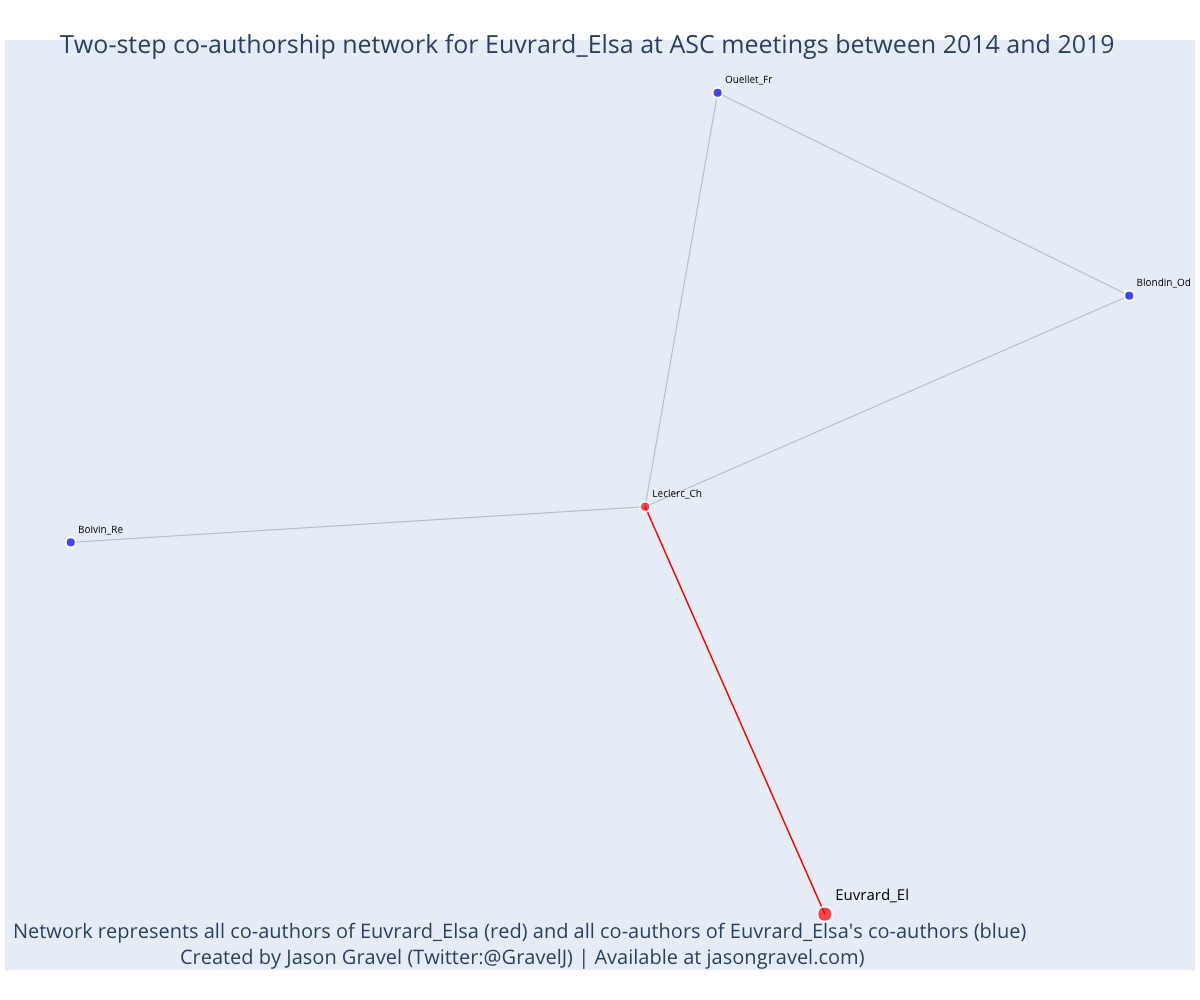 Two-step co-authorship network for Euvrard_Elsa at ASC meetings between 2014 and 2019
Ouellet_Fr
Blondin_Od
Leclerc_Ch
Boivin_Re
Euvrard_El
Network represents all co-authors of Euvrard_Elsa (red) and all co-authors of Euvrard_Elsa's co-authors (blue)
Created by Jason Gravel (Twitter:@GravelJ) | Available at jasongravel.com)